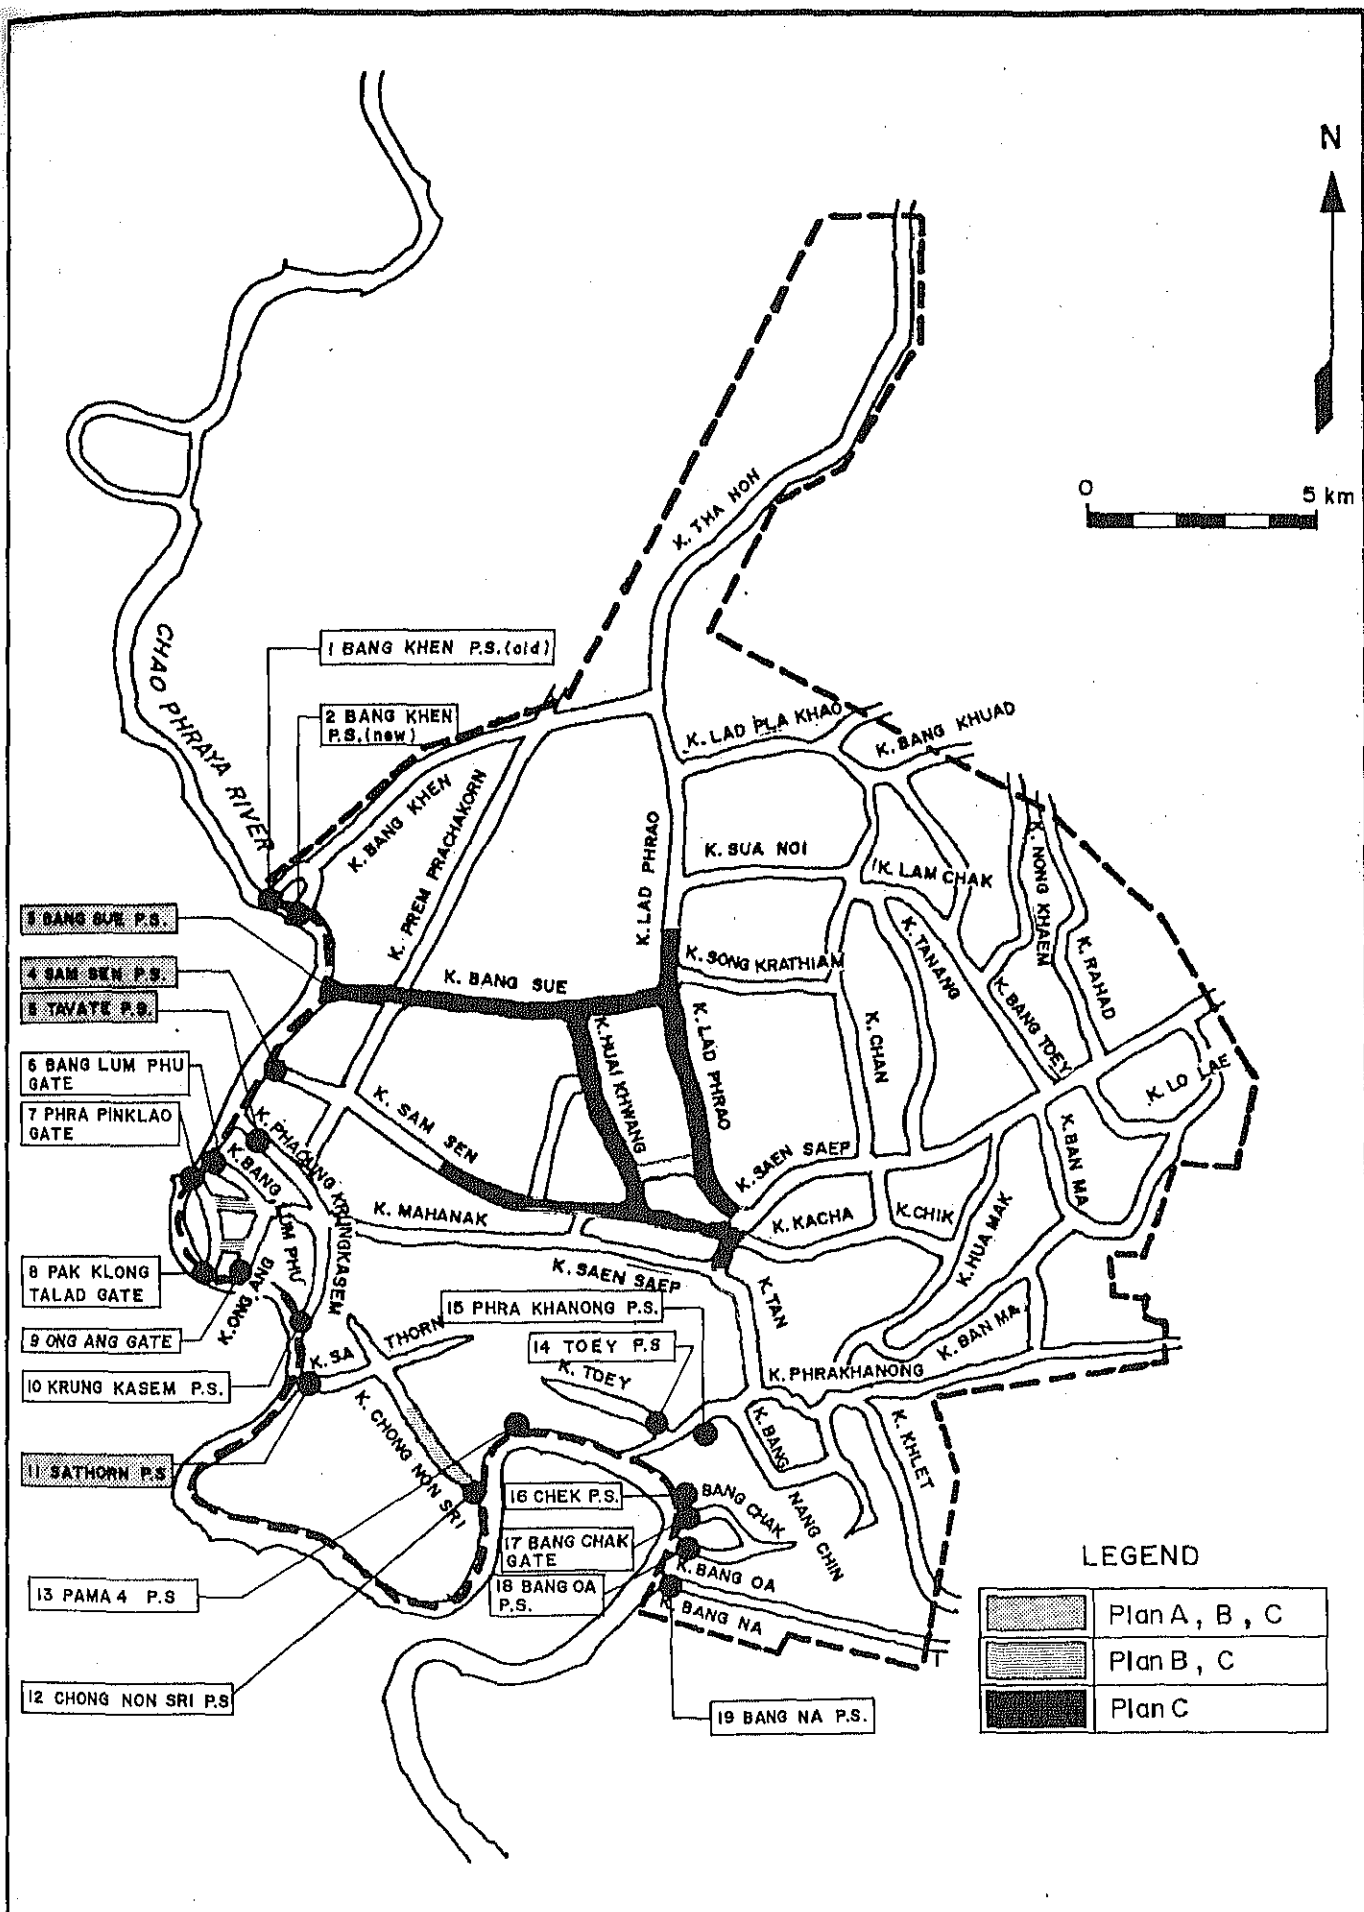 N
0 5 km
K. THA NON
CHAO PHRAYA RIVER
1 BANG KHEN P.S.(old)
2 BANG KHEN
P.S.(new)
K. LAD PLA KHAO
K. BANG KHUAD
K. BANG KHEN
K. PREM PRACHAKORN
K. LAD PHRAO
K. SUA NOI
K. LAM CHAK
K. NONG KHAEM
K. RAHAD
3 BANG SUE P.S.
K. TANANG
K. SONG KRATHIAM
4 SAM SEN P.S.
K. BANG SUE
K. BANG TOEY
5 TAVATE P.S.
K. HUAI KHWANG
K. LAD PHRAO
K. CHAN
6 BANG LUM PHU
GATE
K. LO LAE
7 PHRA PINKLAO
GATE
K. SAM SEN
K. PHADUNG KRUNGKASEM
K. BANG LUM PHU
K. SAEN SAEP
K. BAN MA
K. MAHANAK
K. KACHA
K. CHIK
K. HUA MAK
8 PAK KLONG
TALAD GATE
K. ONG ANG
K. SAEN SAEP
K. TAN
9 ONG ANG GATE
15 PHRA KHANONG P.S.
K. SA THORN
14 TOEY P.S
K. BAN MA
10 KRUNG KASEM P.S.
K. TOEY
K. PHRAKHANONG
K. CHONG NON SRI
K. BANG NANG CHIN
K. KHLET
11 SATHORN P.S
16 CHEK P.S.
BANG CHAK
17 BANG CHAK
GATE
18 BANG OA
P.S.
K. BANG OA
13 PAMA 4 P.S
K BANG NA
12 CHONG NON SRI P.S
19 BANG NA P.S.
LEGEND
Plan A, B, C
Plan B, C
Plan C